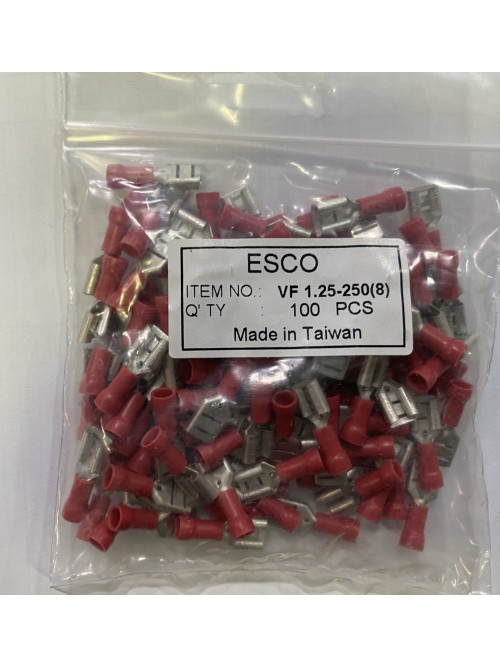 ESCO
ITEM NO.: VF 1.25-250(8)
Q' TY : 100 PCS
Made in Taiwan